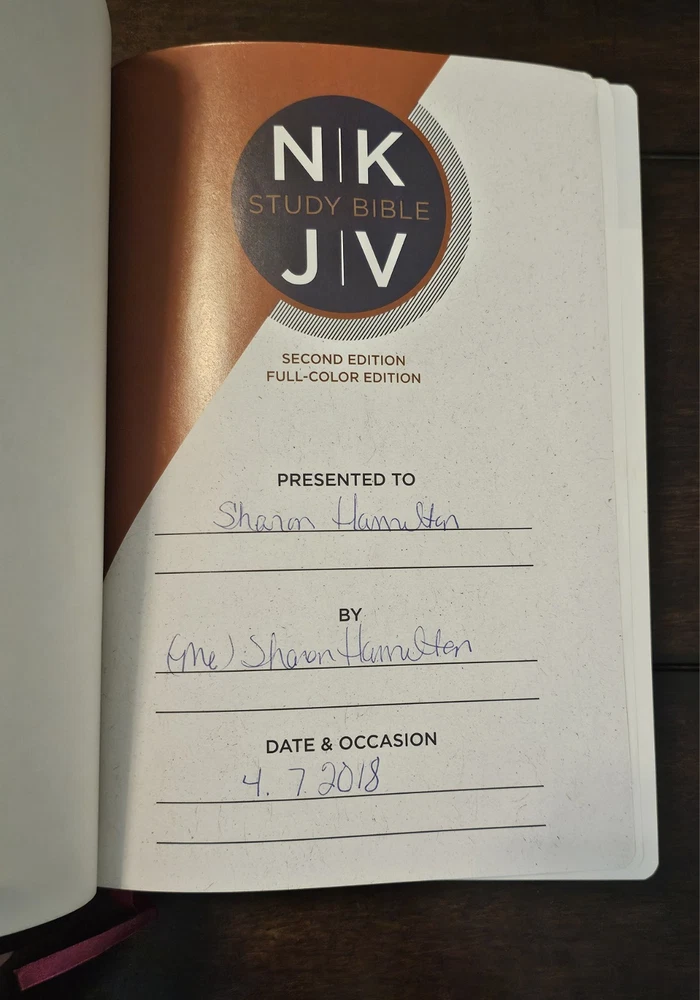 N|K
STUDY BIBLE
J|V
SECOND EDITION
FULL-COLOR EDITION
PRESENTED TO
Sharon Hamilton
BY
(me) Sharon Hamilton
DATE & OCCASION
4. 7. 2018